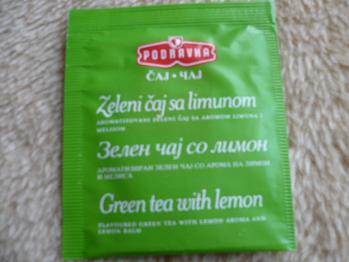 PODRAVKA
ČAJ • ЧАЈ
Zeleni čaj sa limunom
AROMATIZOVANI ZELENI ČAJ SA AROMOM LIMUNA I
MELISOM
Зелен чај со лимон
АРОМАТИЗИРАН ЗЕЛЕН ЧАЈ СО АРОМА НА ЛИМОН
И МЕЛИСА
Green tea with lemon
FLAVOURED GREEN TEA WITH LEMON AROMA AND
LEMON BALM